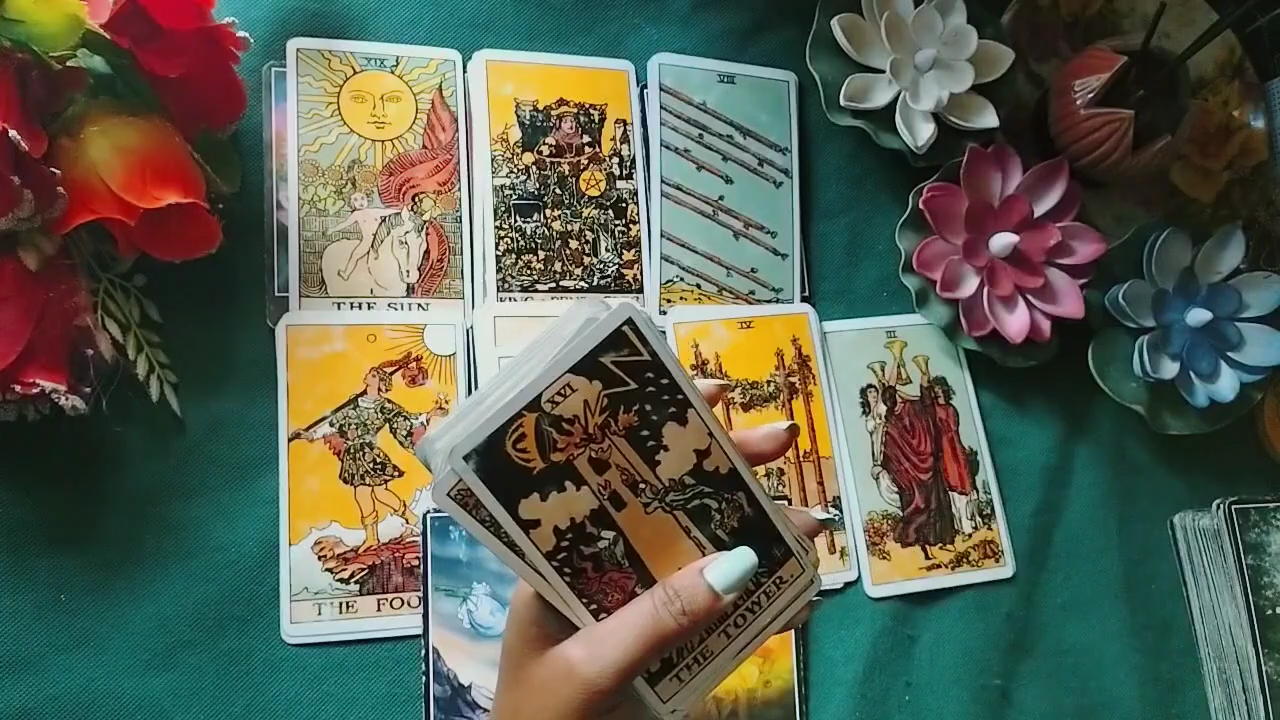 XIX
VIII
THE SUN
IV
III
XVI
THE FOO
THE TOWER.